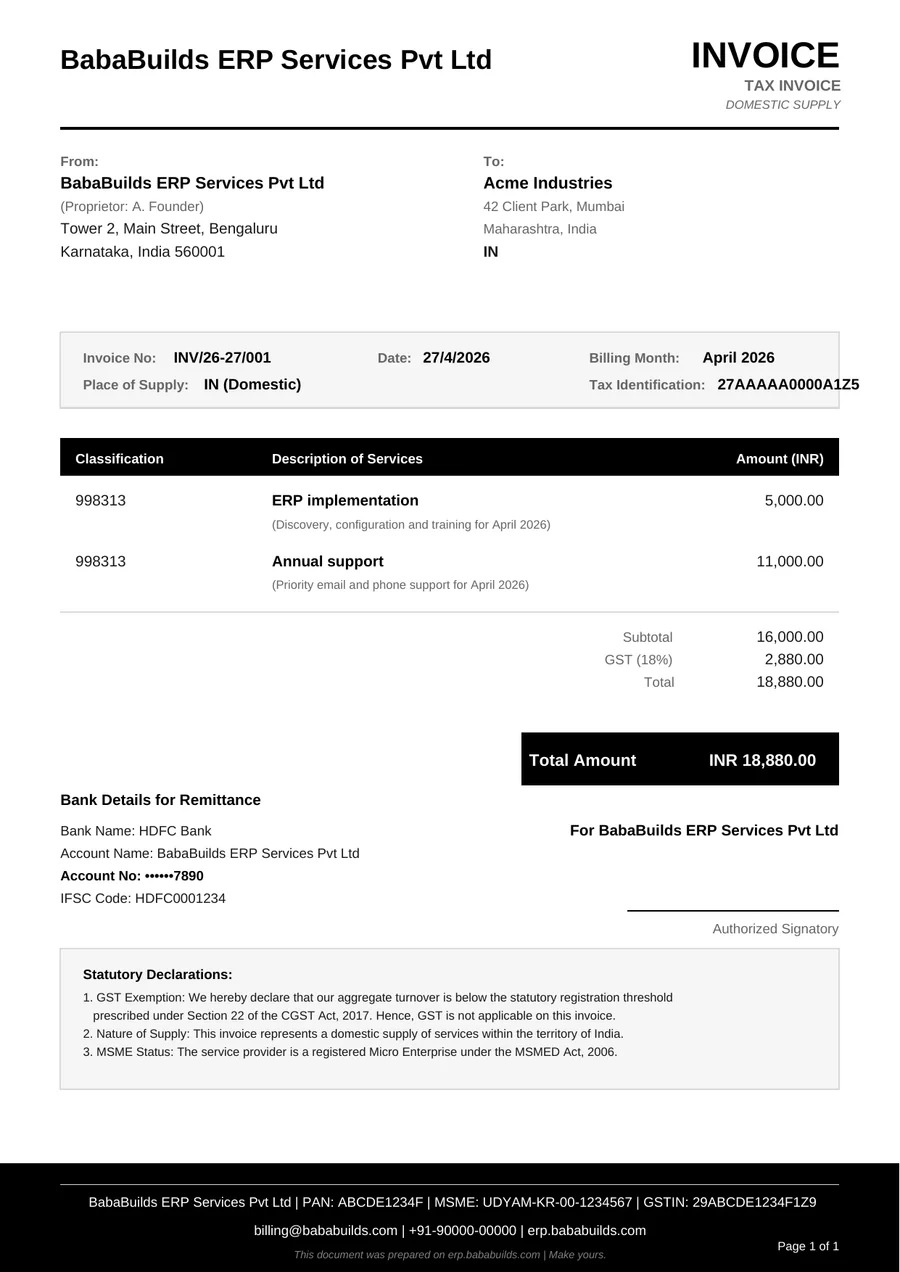 BabaBuilds ERP Services Pvt Ltd
INVOICE
TAX INVOICE
DOMESTIC SUPPLY
From:
BabaBuilds ERP Services Pvt Ltd
(Proprietor: A. Founder)
Tower 2, Main Street, Bengaluru
Karnataka, India 560001
To:
Acme Industries
42 Client Park, Mumbai
Maharashtra, India
IN
Invoice No: INV/26-27/001 Date: 27/4/2026 Billing Month: April 2026
Place of Supply: IN (Domestic) Tax Identification: 27AAAAA0000A1Z5
Classification Description of Services Amount (INR)
998313 ERP implementation 5,000.00
(Discovery, configuration and training for April 2026)
998313 Annual support 11,000.00
(Priority email and phone support for April 2026)
Subtotal 16,000.00
GST (18%) 2,880.00
Total 18,880.00
Total Amount INR 18,880.00
Bank Details for Remittance
Bank Name: HDFC Bank
Account Name: BabaBuilds ERP Services Pvt Ltd
Account No: ••••••7890
IFSC Code: HDFC0001234
For BabaBuilds ERP Services Pvt Ltd
Authorized Signatory
Statutory Declarations:
1. GST Exemption: We hereby declare that our aggregate turnover is below the statutory registration threshold
prescribed under Section 22 of the CGST Act, 2017. Hence, GST is not applicable on this invoice.
2. Nature of Supply: This invoice represents a domestic supply of services within the territory of India.
3. MSME Status: The service provider is a registered Micro Enterprise under the MSMED Act, 2006.
BabaBuilds ERP Services Pvt Ltd | PAN: ABCDE1234F | MSME: UDYAM-KR-00-1234567 | GSTIN: 29ABCDE1234F1Z9
billing@bababuilds.com | +91-90000-00000 | erp.bababuilds.com
This document was prepared on erp.bababuilds.com | Make yours.
Page 1 of 1